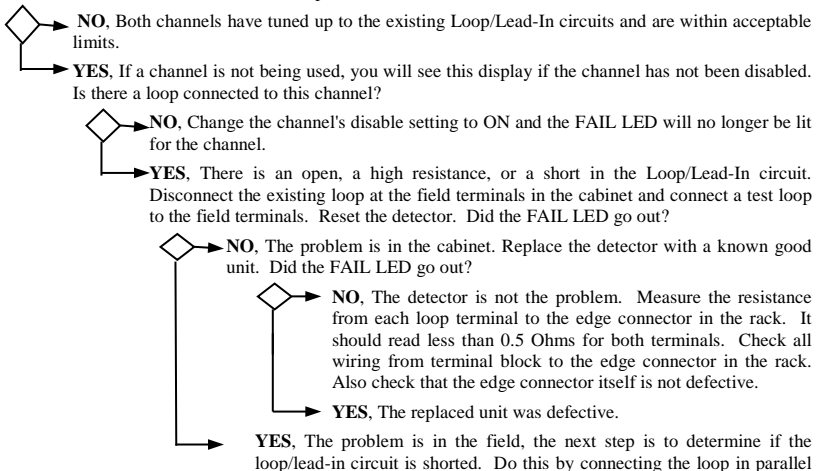 NO, Both channels have tuned up to the existing Loop/Lead-In circuits and are within acceptable
limits.
YES, If a channel is not being used, you will see this display if the channel has not been disabled.
Is there a loop connected to this channel?
NO, Change the channel's disable setting to ON and the FAIL LED will no longer be lit
for the channel.
YES, There is an open, a high resistance, or a short in the Loop/Lead-In circuit.
Disconnect the existing loop at the field terminals in the cabinet and connect a test loop
to the field terminals. Reset the detector. Did the FAIL LED go out?
NO, The problem is in the cabinet. Replace the detector with a known good
unit. Did the FAIL LED go out?
NO, The detector is not the problem. Measure the resistance
from each loop terminal to the edge connector in the rack. It
should read less than 0.5 Ohms for both terminals. Check all
wiring from terminal block to the edge connector in the rack.
Also check that the edge connector itself is not defective.
YES, The replaced unit was defective.
YES, The problem is in the field, the next step is to determine if the
loop/lead-in circuit is shorted. Do this by connecting the loop in parallel